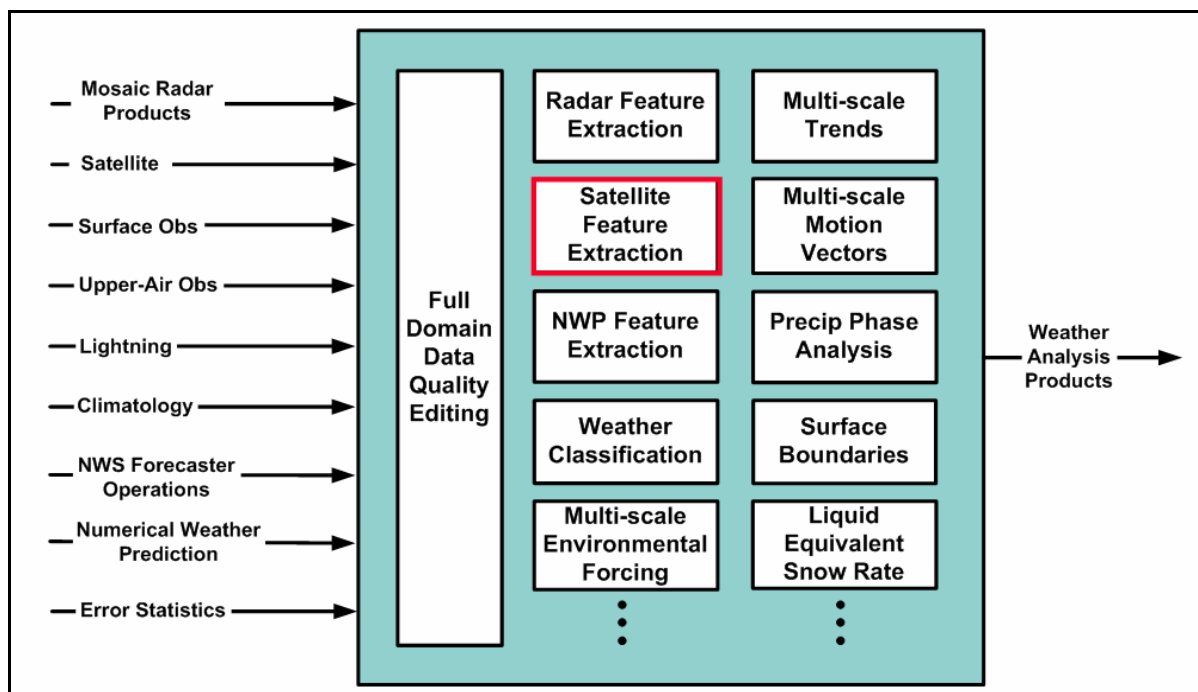 Mosaic Radar
Products
Satellite
Surface Obs
Upper-Air Obs
Lightning
Climatology
NWS Forecaster
Operations
Numerical Weather
Prediction
Error Statistics
Full
Domain
Data
Quality
Editing
Radar Feature
Extraction
Satellite
Feature
Extraction
NWP Feature
Extraction
Weather
Classification
Multi-scale
Environmental
Forcing
Multi-scale
Trends
Multi-scale
Motion
Vectors
Precip Phase
Analysis
Surface
Boundaries
Liquid
Equivalent
Snow Rate
Weather
Analysis
Products